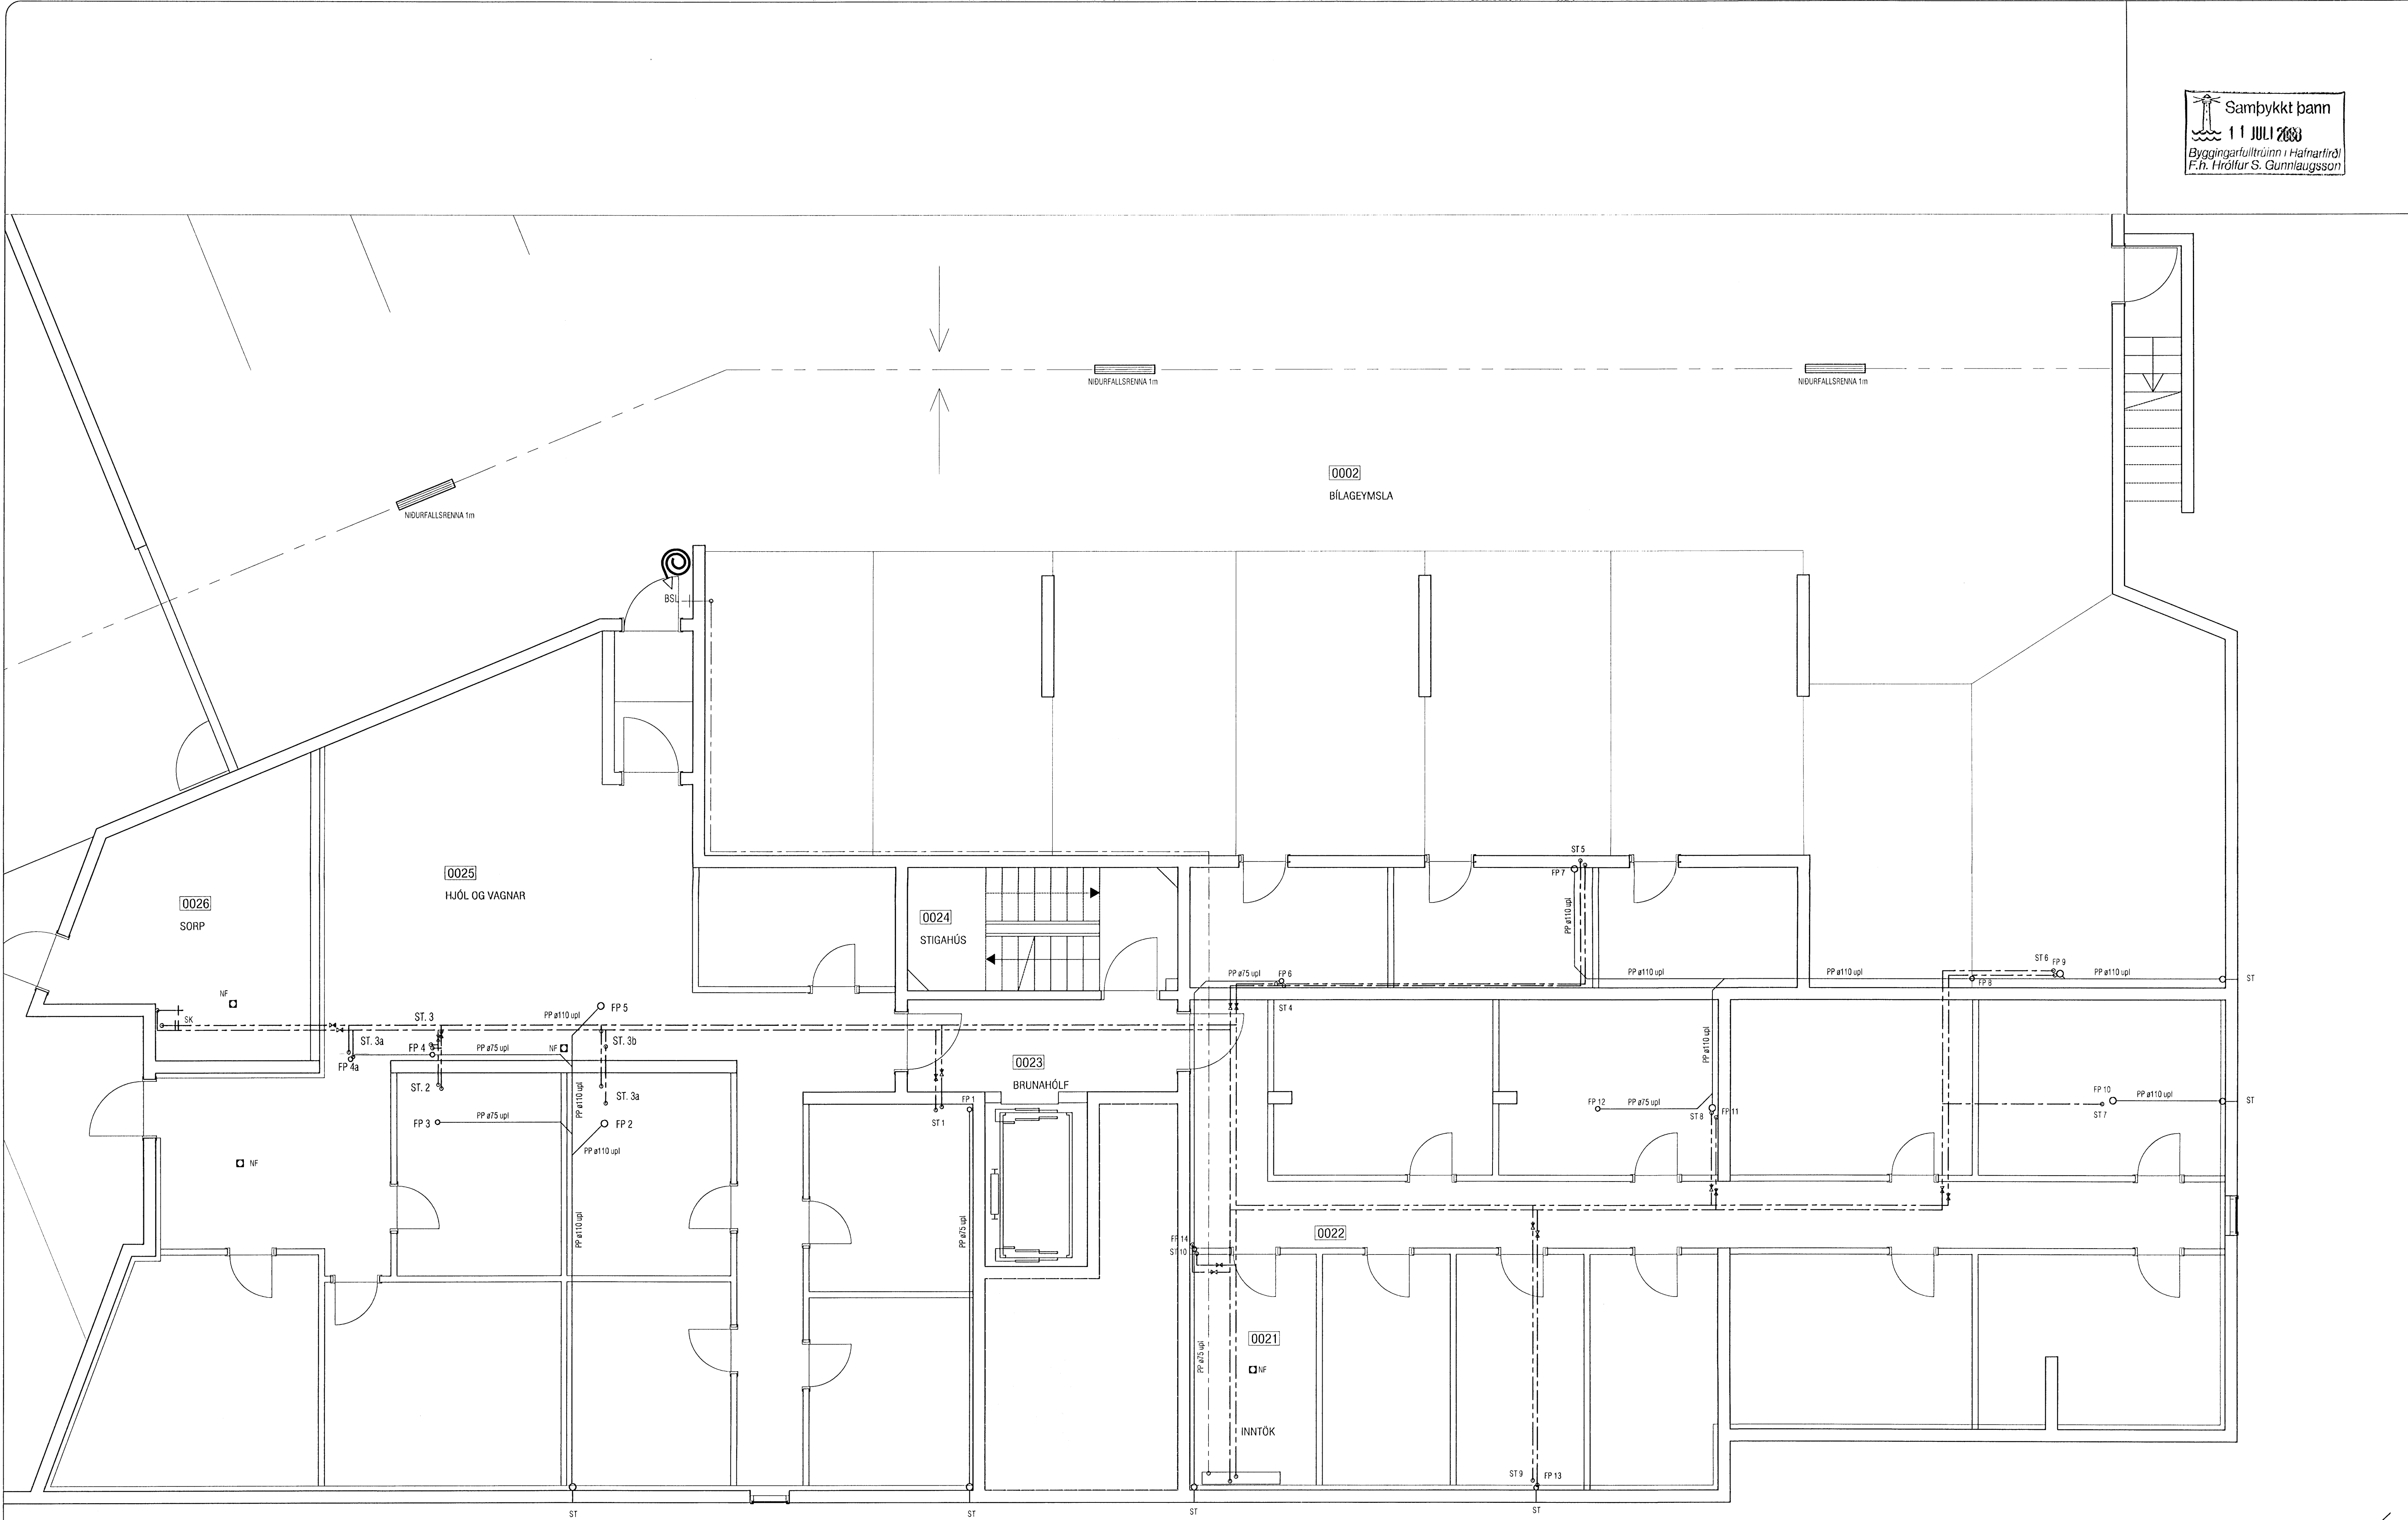 Samþykkt þann
11 JULI 2008
Byggingarfulltrúinn í Hafnarfirði
F.h. Hrólfur S. Gunnlaugsson
NIÐURFALLSRENNA 1m
NIÐURFALLSRENNA 1m
0002
BÍLAGEYMSLA
NIÐURFALLSRENNA 1m
BSL
ST 5
FP 7
PP ø110 upl
0025
HJÓL OG VAGNAR
0026
SORP
0024
STIGAHÚS
NF
SK
ST. 3
PP ø110 upl
FP 5
PP ø75 upl
FP 6
PP ø110 upl
PP ø110 upl
ST 6
FP 9
PP ø110 upl
ST
FP 8
ST 4
ST. 3a
FP 4
PP ø75 upl
NF
ST. 3b
FP 4a
0023
BRUNAHÓLF
PP ø110 upl
ST. 2
PP ø110 upl
ST. 3a
FP 1
ST 1
FP 3
PP ø75 upl
FP 2
PP ø110 upl
FP 12
PP ø75 upl
ST 8
FP 11
FP 10
PP ø110 upl
ST 7
ST
NF
PP ø110 upl
PP ø75 upl
FP 14
ST 10
0022
PP ø75 upl
0021
NF
INNTÖK
ST 9
FP 13
ST
ST
ST
ST